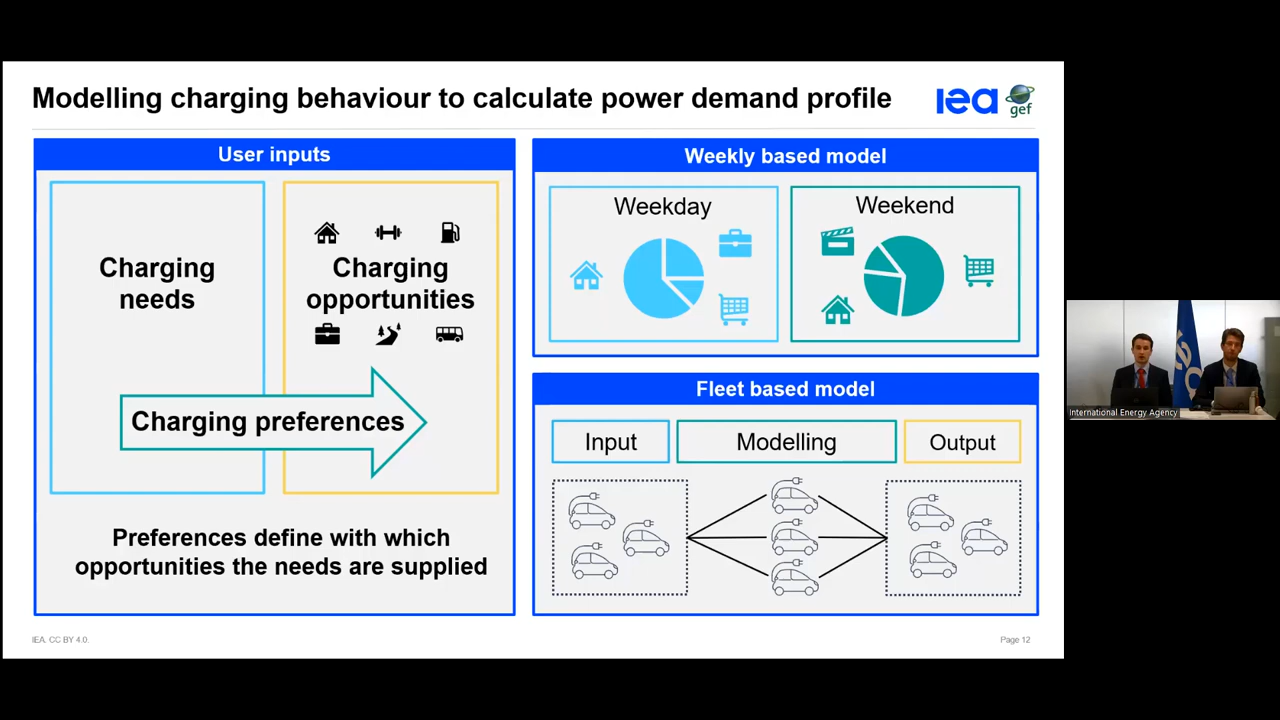 Modelling charging behaviour to calculate power demand profile
iea
gef
User inputs
Charging
needs
Charging
opportunities
Charging preferences
Preferences define with which
opportunities the needs are supplied
Weekly based model
Weekday
Weekend
Fleet based model
Input
Modelling
Output
IEA. CC BY 4.0.
Page 12
International Energy Agency